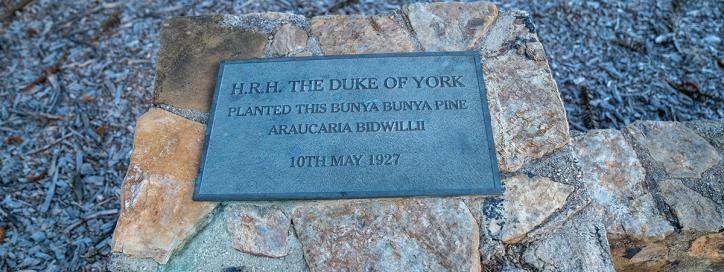 H.R.H. THE DUKE OF YORK
PLANTED THIS BUNYA BUNYA PINE
ARAUCARIA BIDWILLII
10TH MAY 1927